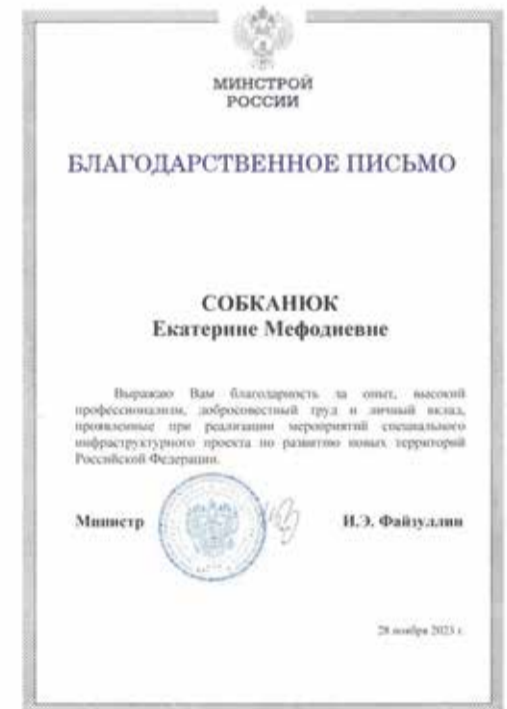 МИНСТРОЙ
РОССИИ
БЛАГОДАРСТВЕННОЕ ПИСЬМО
СОБКАНЮК
Екатерине Мефодиевне
Выражаю Вам благодарность за опыт, высокий
профессионализм, добросовестный труд и личный вклад,
проявленные при реализации мероприятий специального
инфраструктурного проекта по развитию новых территорий
Российской Федерации.
Министр
И.Э. Файзуллин
28 ноября 2023 г.